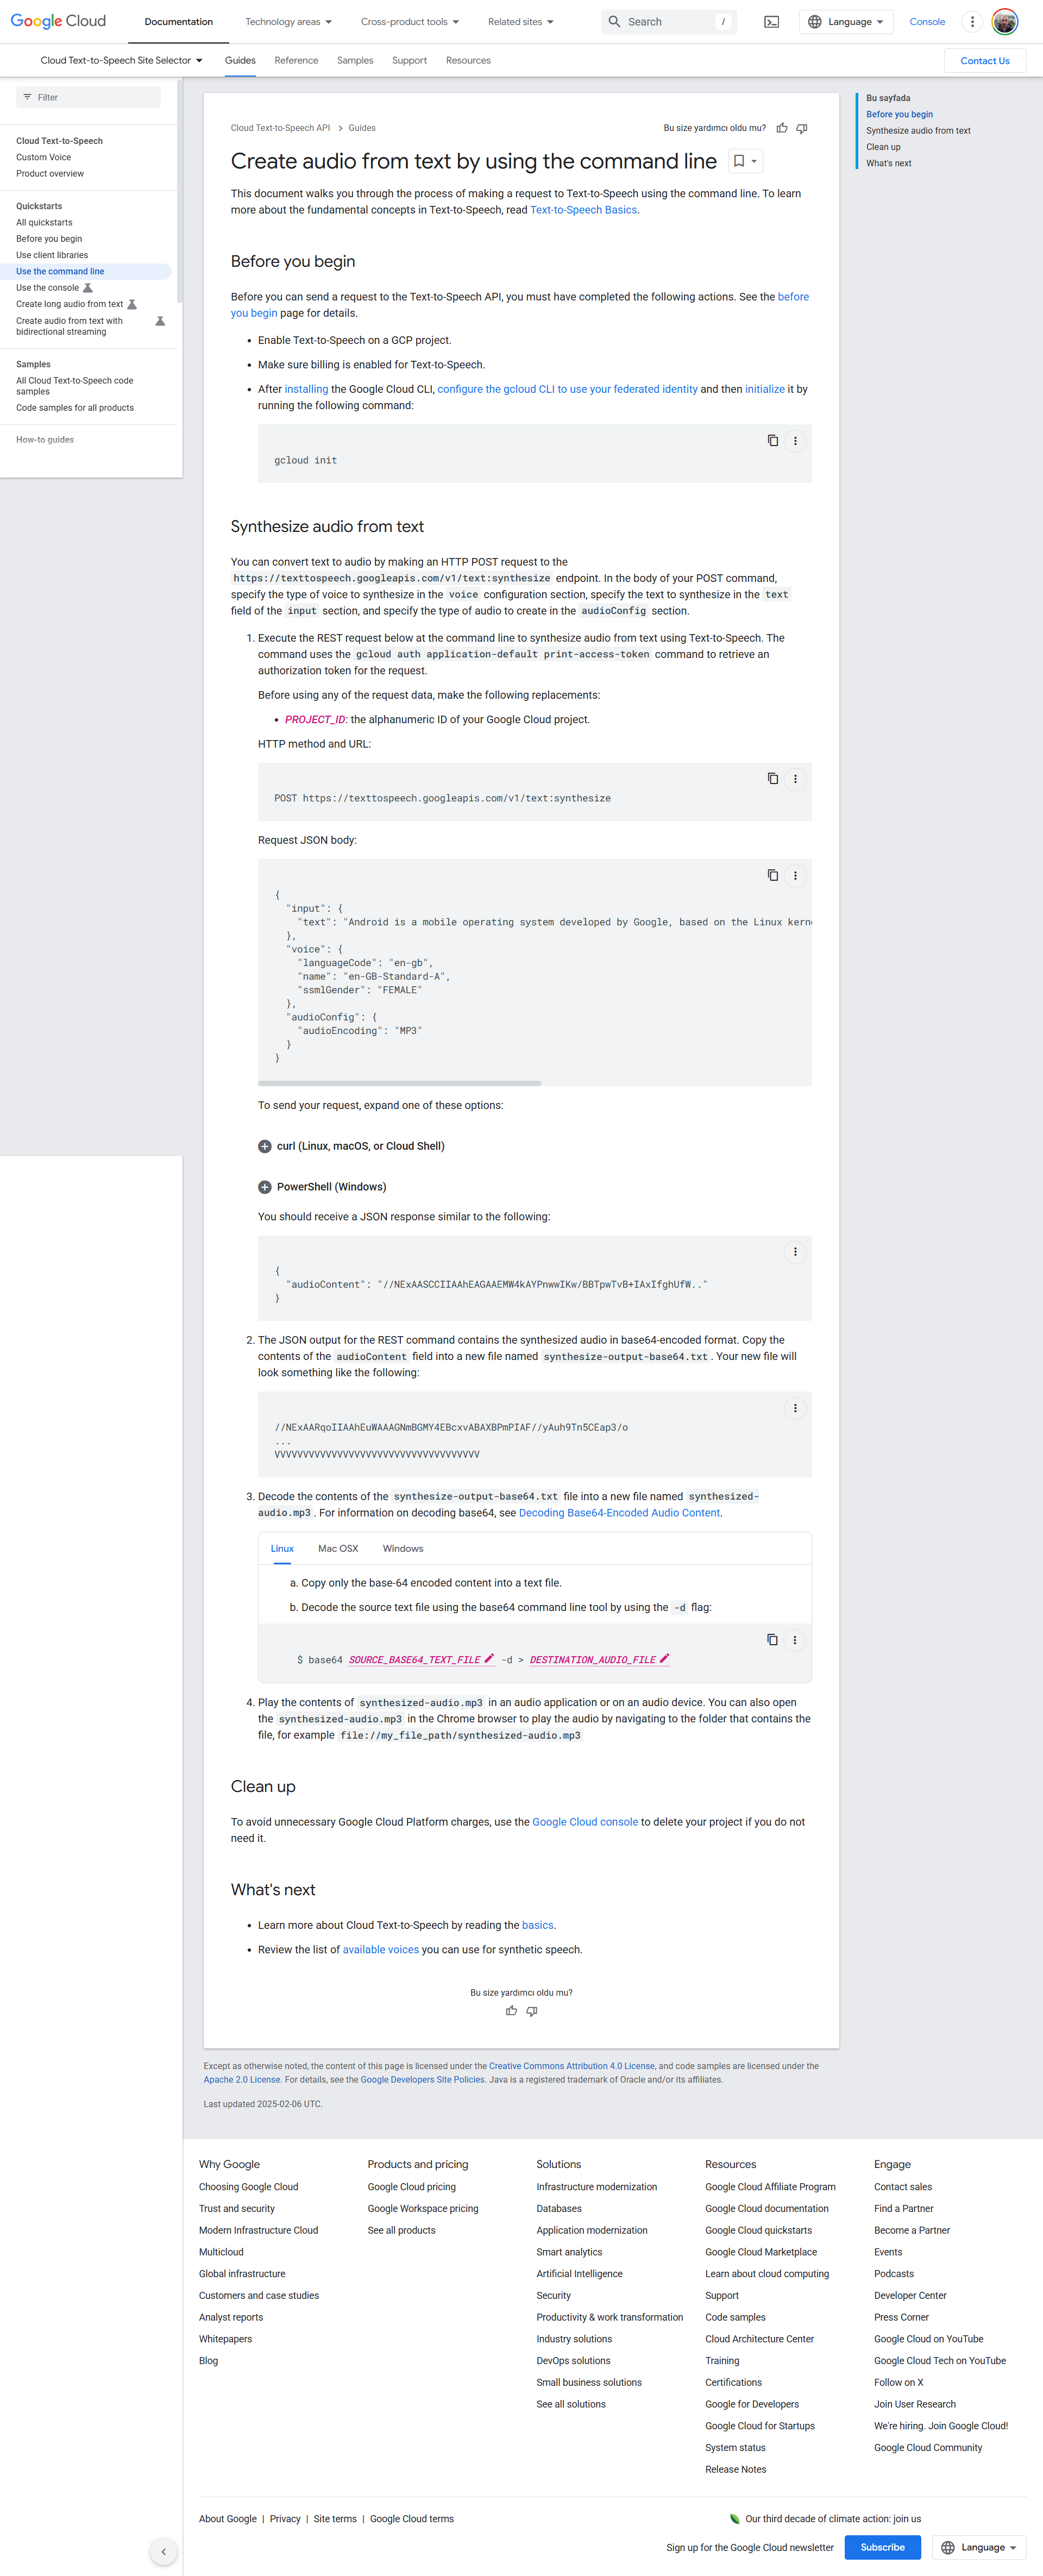 Google Cloud
Documentation
Technology areas
Cross-product tools
Related sites
Search
/
Language
Console
Cloud Text-to-Speech Site Selector
Guides
Reference
Samples
Support
Resources
Contact Us
Filter
Cloud Text-to-Speech
Custom Voice
Product overview
Quickstarts
All quickstarts
Before you begin
Use client libraries
Use the command line
Use the console
Create long audio from text
Create audio from text with
bidirectional streaming
Samples
All Cloud Text-to-Speech code
samples
Code samples for all products
How-to guides
Cloud Text-to-Speech API > Guides
Bu size yardımcı oldu mu?
Create audio from text by using the command line
This document walks you through the process of making a request to Text-to-Speech using the command line. To learn
more about the fundamental concepts in Text-to-Speech, read Text-to-Speech Basics.
Before you begin
Before you can send a request to the Text-to-Speech API, you must have completed the following actions. See the before
you begin page for details.
• Enable Text-to-Speech on a GCP project.
• Make sure billing is enabled for Text-to-Speech.
• After installing the Google Cloud CLI, configure the gcloud CLI to use your federated identity and then initialize it by
running the following command:
gcloud init
Synthesize audio from text
You can convert text to audio by making an HTTP POST request to the
https://texttospeech.googleapis.com/v1/text:synthesize endpoint. In the body of your POST command,
specify the type of voice to synthesize in the voice configuration section, specify the text to synthesize in the text
field of the input section, and specify the type of audio to create in the audioConfig section.
1. Execute the REST request below at the command line to synthesize audio from text using Text-to-Speech. The
command uses the gcloud auth application-default print-access-token command to retrieve an
authorization token for the request.
Before using any of the request data, make the following replacements:
• PROJECT_ID: the alphanumeric ID of your Google Cloud project.
HTTP method and URL:
POST https://texttospeech.googleapis.com/v1/text:synthesize
Request JSON body:
{
"input": {
"text": "Android is a mobile operating system developed by Google, based on the Linux kern
},
"voice": {
"languageCode": "en-gb",
"name": "en-GB-Standard-A",
"ssmlGender": "FEMALE"
},
"audioConfig": {
"audioEncoding": "MP3"
}
}
To send your request, expand one of these options:
curl (Linux, macOS, or Cloud Shell)
PowerShell (Windows)
You should receive a JSON response similar to the following:
{
"audioContent": "//NExAASCCIIAAhEAGAAEMW4kAYPnwwIKw/BBTpwTvB+IAxIfghUfW.."
}
2. The JSON output for the REST command contains the synthesized audio in base64-encoded format. Copy the
contents of the audioContent field into a new file named synthesize-output-base64.txt. Your new file will
look something like the following:
//NExAARqoIIAAhEuWAAAGNmBGMY4EBcxvABAXBPmPIAF//yAuh9Tn5CEap3/o
...
VVVVVVVVVVVVVVVVVVVVVVVVVVVVVVVVVVVV
3. Decode the contents of the synthesize-output-base64.txt file into a new file named synthesized-
audio.mp3. For information on decoding base64, see Decoding Base64-Encoded Audio Content.
Linux
Mac OSX
Windows
a. Copy only the base-64 encoded content into a text file.
b. Decode the source text file using the base64 command line tool by using the -d flag:
$ base64 SOURCE_BASE64_TEXT_FILE -d > DESTINATION_AUDIO_FILE
4. Play the contents of synthesized-audio.mp3 in an audio application or on an audio device. You can also open
the synthesized-audio.mp3 in the Chrome browser to play the audio by navigating to the folder that contains the
file, for example file://my_file_path/synthesized-audio.mp3
Clean up
To avoid unnecessary Google Cloud Platform charges, use the Google Cloud console to delete your project if you do not
need it.
What's next
• Learn more about Cloud Text-to-Speech by reading the basics.
• Review the list of available voices you can use for synthetic speech.
Bu size yardımcı oldu mu?
Bu sayfada
Before you begin
Synthesize audio from text
Clean up
What's next
Except as otherwise noted, the content of this page is licensed under the Creative Commons Attribution 4.0 License, and code samples are licensed under the
Apache 2.0 License. For details, see the Google Developers Site Policies. Java is a registered trademark of Oracle and/or its affiliates.
Last updated 2025-02-06 UTC.
Why Google
Choosing Google Cloud
Trust and security
Modern Infrastructure Cloud
Multicloud
Global infrastructure
Customers and case studies
Analyst reports
Whitepapers
Blog
Products and pricing
Google Cloud pricing
Google Workspace pricing
See all products
Solutions
Infrastructure modernization
Databases
Application modernization
Smart analytics
Artificial Intelligence
Security
Productivity & work transformation
Industry solutions
DevOps solutions
Small business solutions
See all solutions
Resources
Google Cloud Affiliate Program
Google Cloud documentation
Google Cloud quickstarts
Google Cloud Marketplace
Learn about cloud computing
Support
Code samples
Cloud Architecture Center
Training
Certifications
Google for Developers
Google Cloud for Startups
System status
Release Notes
Engage
Contact sales
Find a Partner
Become a Partner
Events
Podcasts
Developer Center
Press Corner
Google Cloud on YouTube
Google Cloud Tech on YouTube
Follow on X
Join User Research
We're hiring. Join Google Cloud!
Google Cloud Community
About Google | Privacy | Site terms | Google Cloud terms
Our third decade of climate action: join us
Sign up for the Google Cloud newsletter
Subscribe
Language